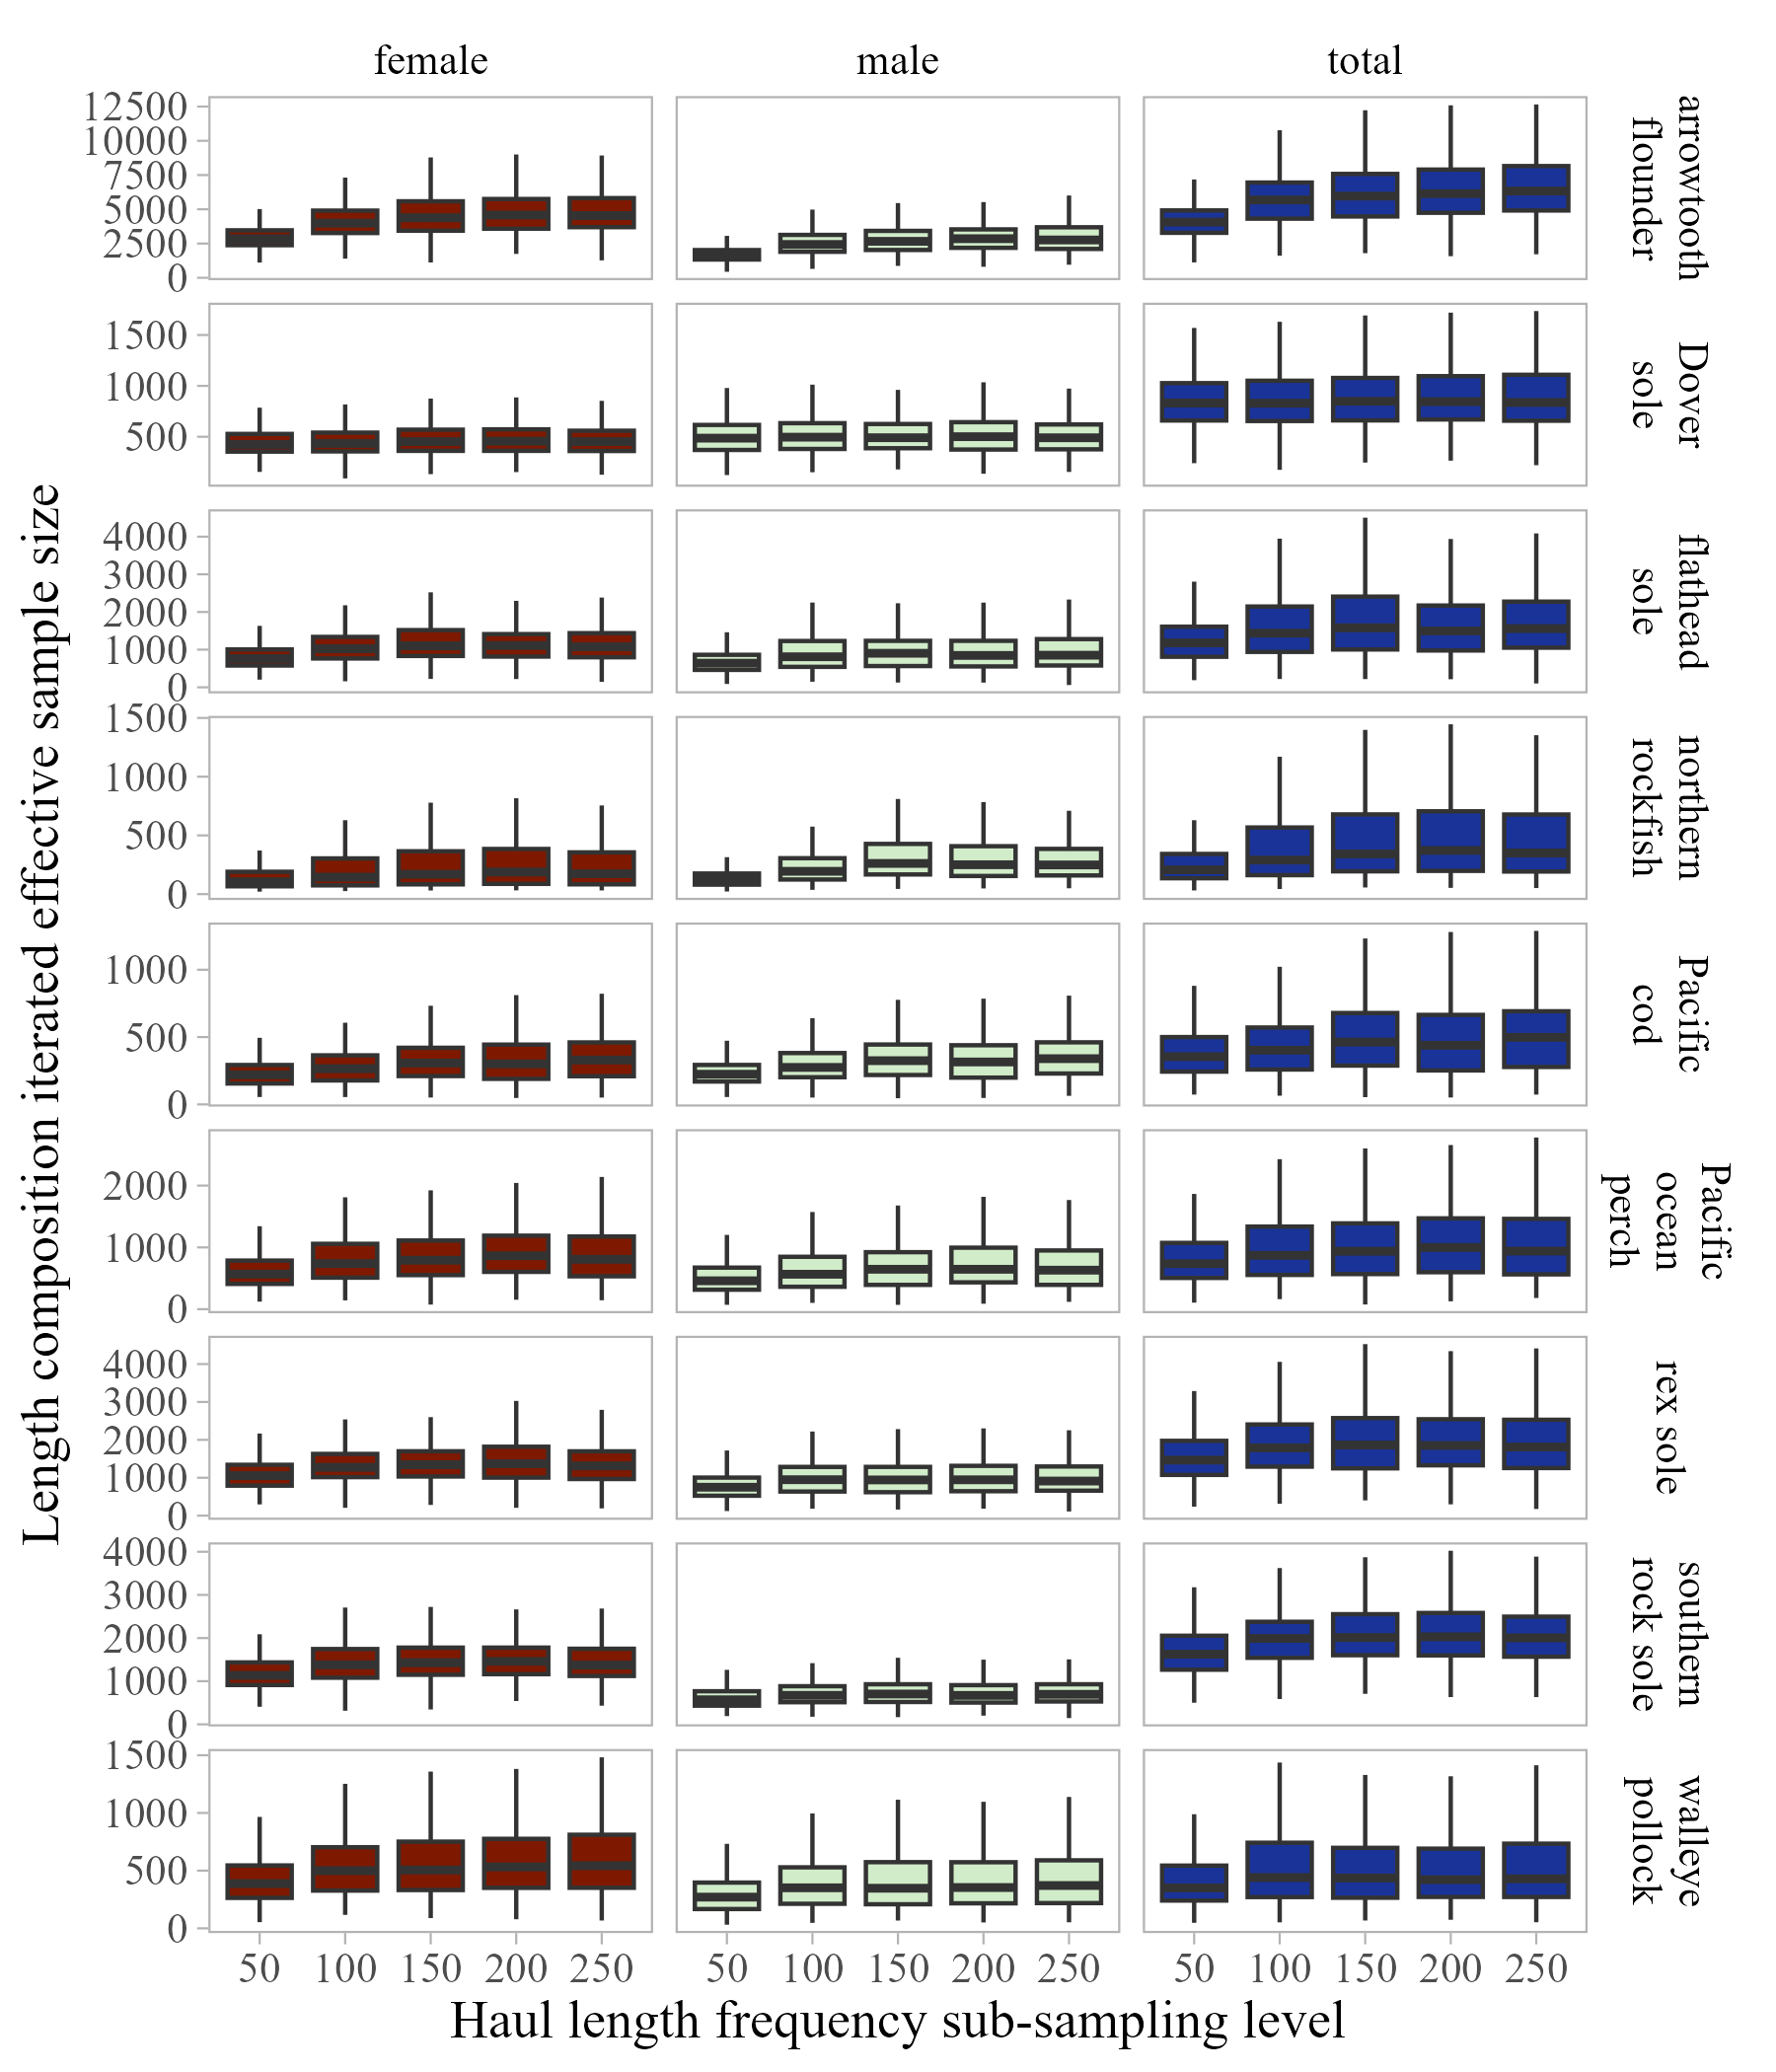 female male total
12500
10000
7500
5000
2500
0
arrowtooth
flounder
1500
1000
500
Dover
sole
4000
3000
2000
1000
0
flathead
sole
1500
1000
500
0
northern
rockfish
1000
500
0
Pacific
cod
2000
1000
0
Pacific
ocean
perch
4000
3000
2000
1000
0
rex sole
4000
3000
2000
1000
0
southern
rock sole
1500
1000
500
0
walleye
pollock
50 100 150 200 250 50 100 150 200 250 50 100 150 200 250
Haul length frequency sub-sampling level
Length composition iterated effective sample size